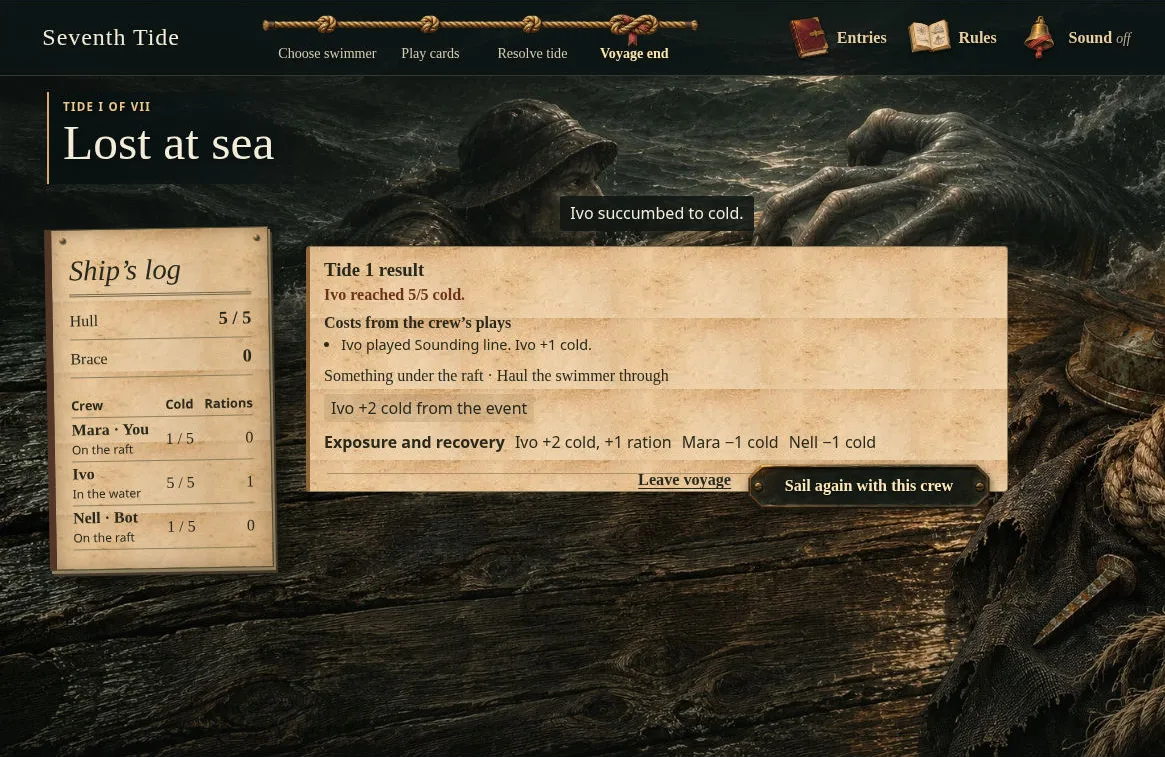 Seventh Tide
Choose swimmer
Play cards
Resolve tide
Voyage end
Entries
Rules
Sound off
TIDE I OF VII
Lost at sea
Ivo succumbed to cold.
Ship’s log
Hull 5 / 5
Brace 0
Crew Cold Rations
Mara · You 1 / 5 0
On the raft
Ivo 5 / 5 1
In the water
Nell · Bot 1 / 5 0
On the raft
Tide 1 result
Ivo reached 5/5 cold.
Costs from the crew’s plays
• Ivo played Sounding line. Ivo +1 cold.
Something under the raft · Haul the swimmer through
Ivo +2 cold from the event
Exposure and recovery Ivo +2 cold, +1 ration Mara −1 cold Nell −1 cold
Leave voyage
Sail again with this crew